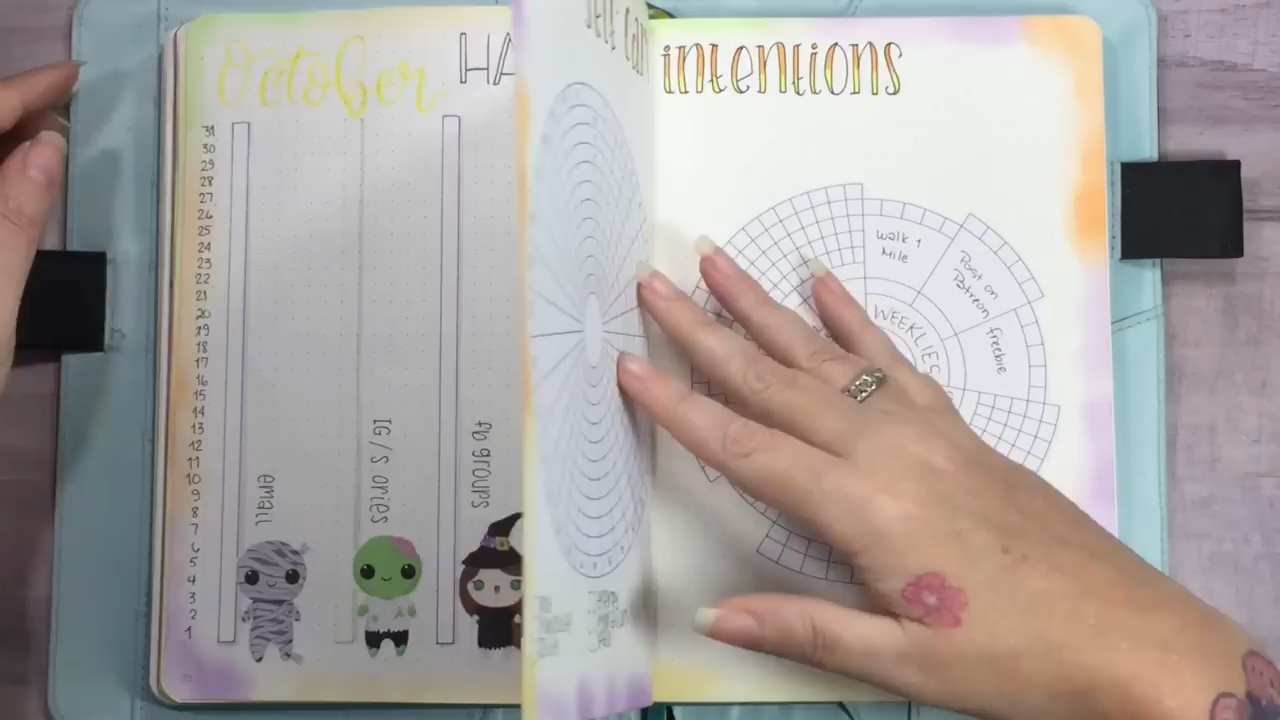 October HA
31
30
29
28
27
26
25
24
23
22
21
20
19
18
17
16
15
14
13
12
11
10
9
8
7
6
5
4
3
2
1
email
IG/S ories
fb groups
self car
intentions
walk 1
Mile
Post on
Patreon
freebie
WEEKLIES